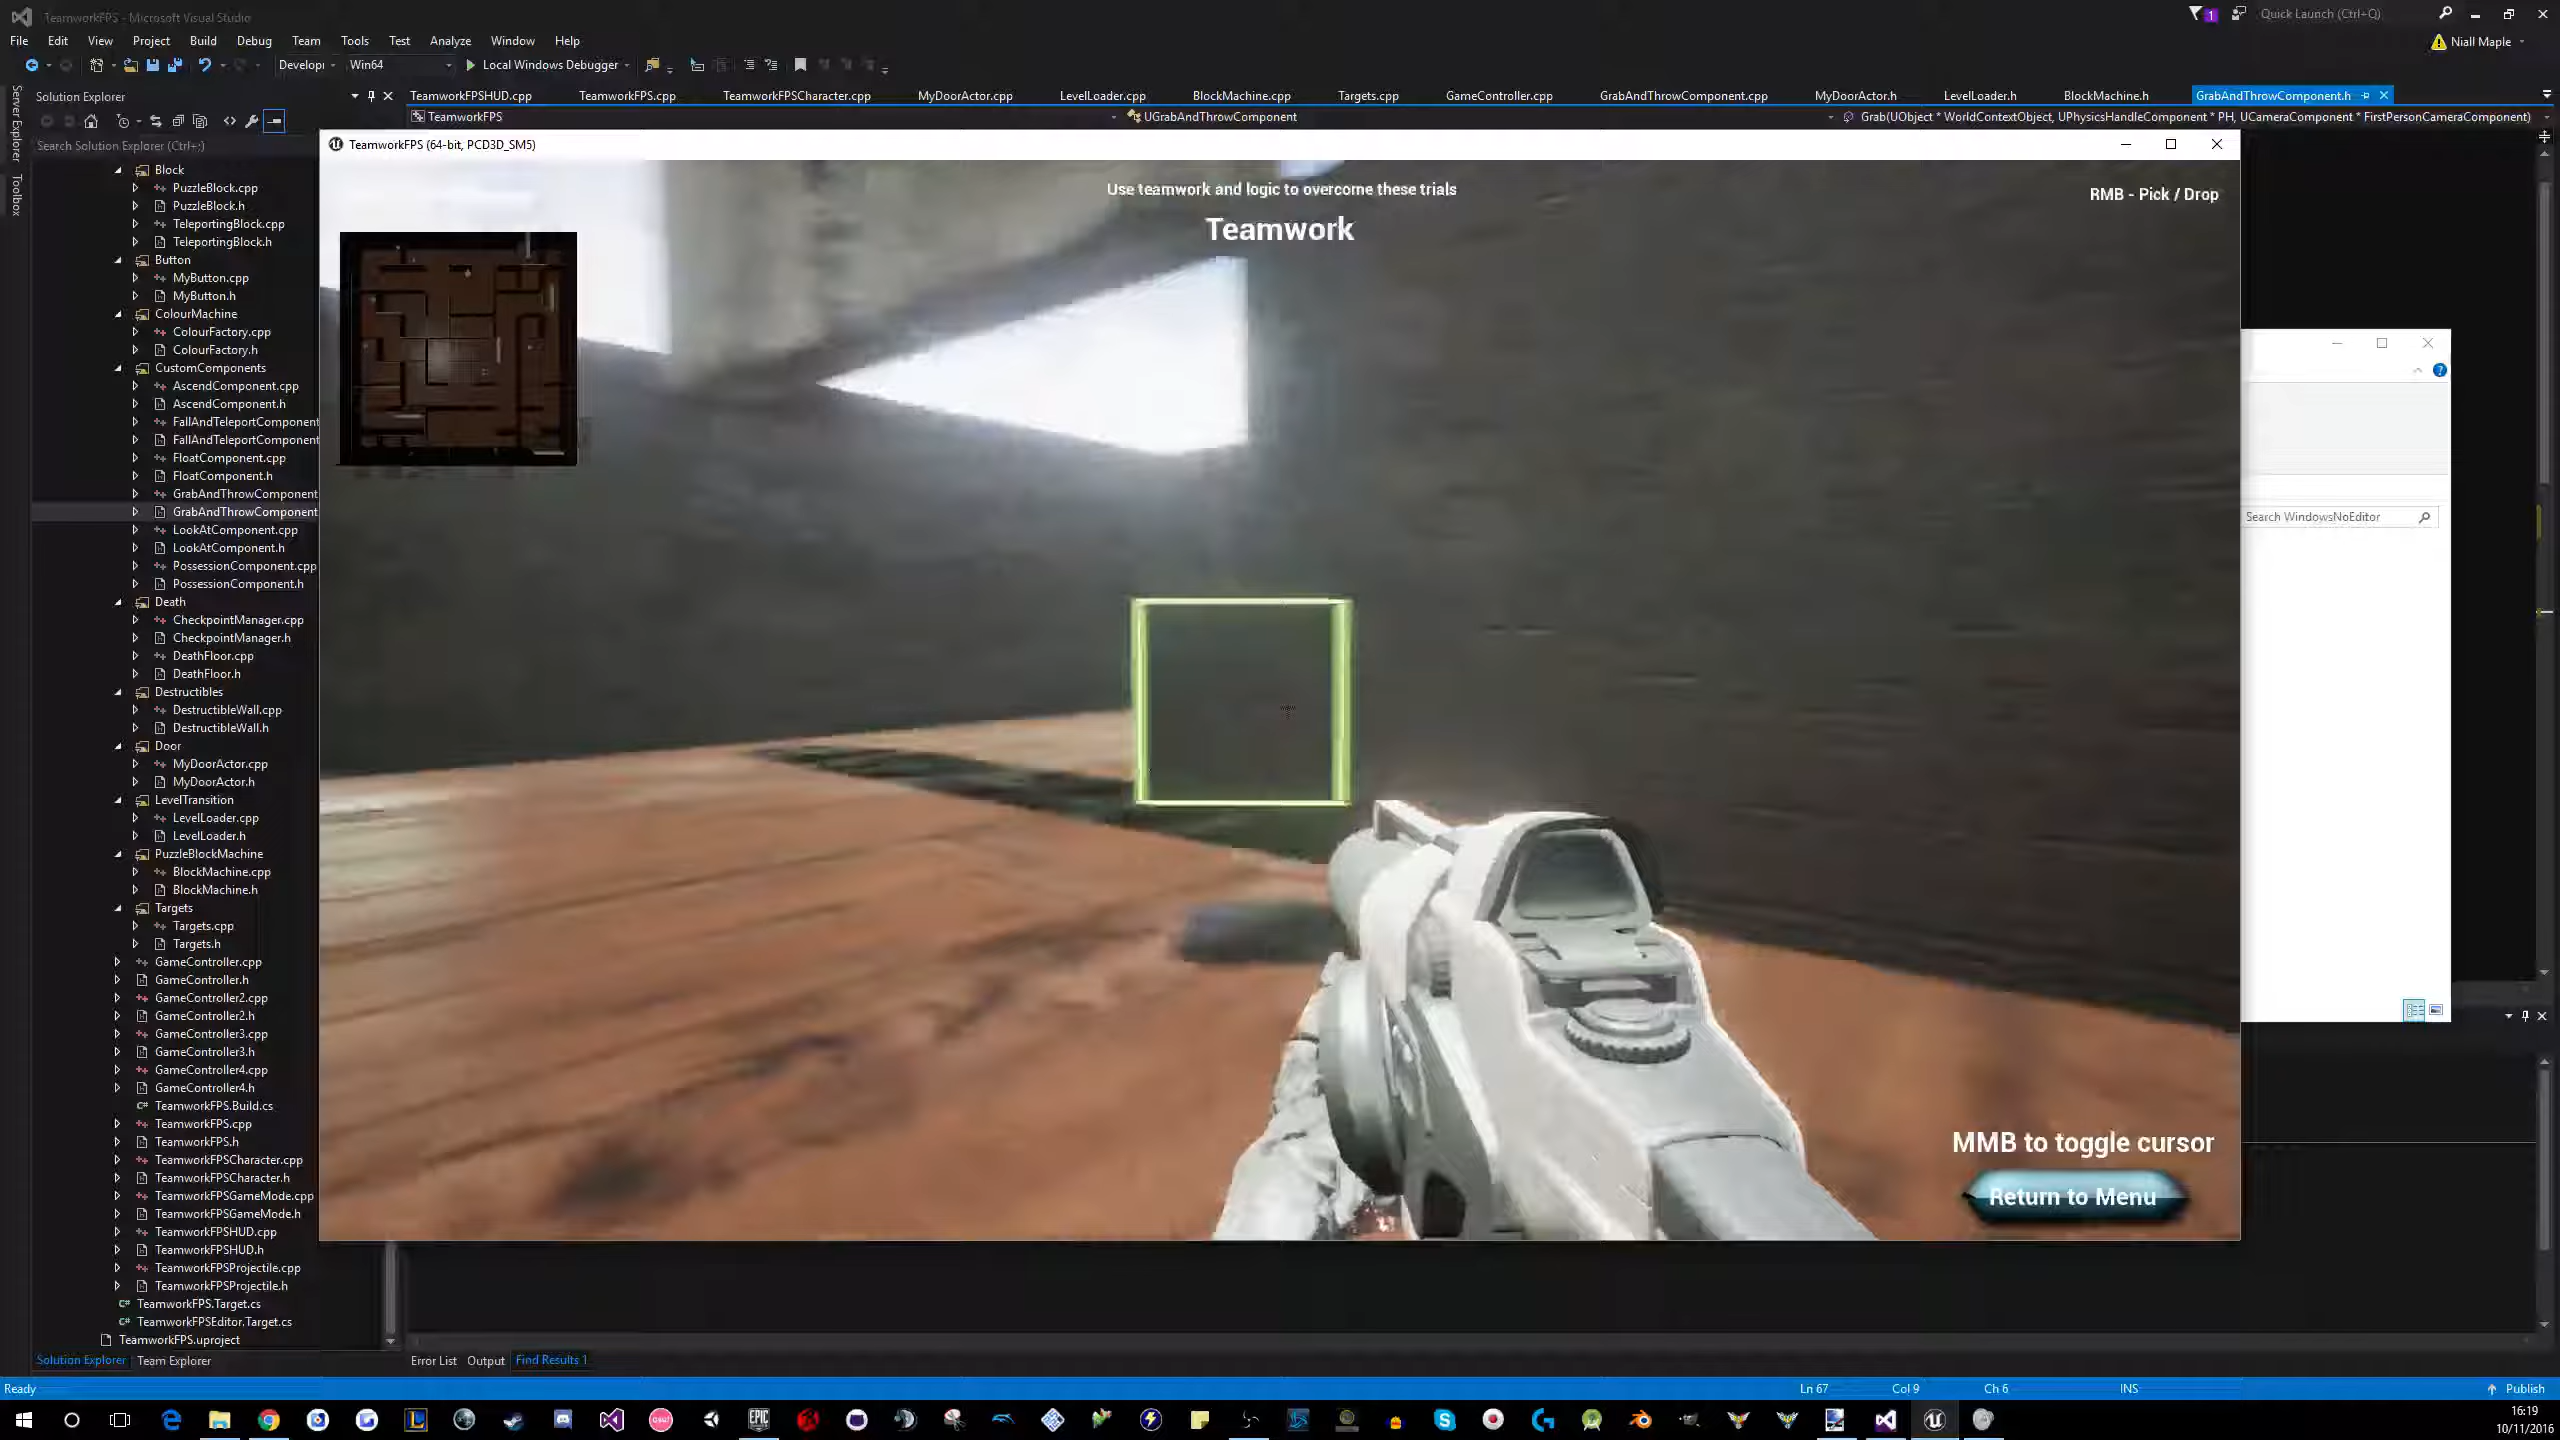 TeamworkFPS - Microsoft Visual Studio
1
Quick Launch (Ctrl+Q)
File Edit View Project Build Debug Team Tools Test Analyze Window Help
Niall Maple
Develop Win64 Local Windows Debugger
Server Explorer
Toolbox
Solution Explorer
TeamworkFPSHUD.cpp TeamworkFPS.cpp TeamworkFPSCharacter.cpp MyDoorActor.cpp LevelLoader.cpp BlockMachine.cpp Targets.cpp GameController.cpp GrabAndThrowComponent.cpp MyDoorActor.h LevelLoader.h BlockMachine.h GrabAndThrowComponent.h
TeamworkFPS
UGrabAndThrowComponent
Grab(UObject * WorldContextObject, UPhysicsHandleComponent * PH, UCameraComponent * FirstPersonCameraComponent)
Search Solution Explorer (Ctrl+;)
TeamworkFPS (64-bit, PCD3D_SM5)
Use teamwork and logic to overcome these trials
Teamwork
RMB - Pick / Drop
Block
PuzzleBlock.cpp
PuzzleBlock.h
TeleportingBlock.cpp
TeleportingBlock.h
Button
MyButton.cpp
MyButton.h
ColourMachine
ColourFactory.cpp
ColourFactory.h
CustomComponents
AscendComponent.cpp
AscendComponent.h
FallAndTeleportComponent
FallAndTeleportComponent
FloatComponent.cpp
FloatComponent.h
GrabAndThrowComponent
GrabAndThrowComponent
LookAtComponent.cpp
LookAtComponent.h
PossessionComponent.cpp
PossessionComponent.h
Death
CheckpointManager.cpp
CheckpointManager.h
DeathFloor.cpp
DeathFloor.h
Destructibles
DestructibleWall.cpp
DestructibleWall.h
Door
MyDoorActor.cpp
MyDoorActor.h
LevelTransition
LevelLoader.cpp
LevelLoader.h
PuzzleBlockMachine
BlockMachine.cpp
BlockMachine.h
Targets
Targets.cpp
Targets.h
GameController.cpp
GameController.h
GameController2.cpp
GameController2.h
GameController3.cpp
GameController3.h
GameController4.cpp
GameController4.h
TeamworkFPS.Build.cs
TeamworkFPS.cpp
TeamworkFPS.h
TeamworkFPSCharacter.cpp
TeamworkFPSCharacter.h
TeamworkFPSGameMode.cpp
TeamworkFPSGameMode.h
TeamworkFPSHUD.cpp
TeamworkFPSHUD.h
TeamworkFPSProjectile.cpp
TeamworkFPSProjectile.h
TeamworkFPS.Target.cs
TeamworkFPSEditor.Target.cs
TeamworkFPS.uproject
Search WindowsNoEditor
MMB to toggle cursor
Return to Menu
Solution Explorer Team Explorer
Error List Output Find Results 1
Ready
Ln 67 Col 9 Ch 6 INS
Publish
osu!
EPIC GAMES
16:19
10/11/2016